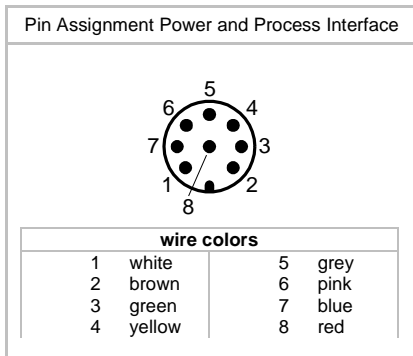 Pin Assignment Power and Process Interface
5
6 4
7 3
1 2
8
wire colors
1 white 5 grey
2 brown 6 pink
3 green 7 blue
4 yellow 8 red